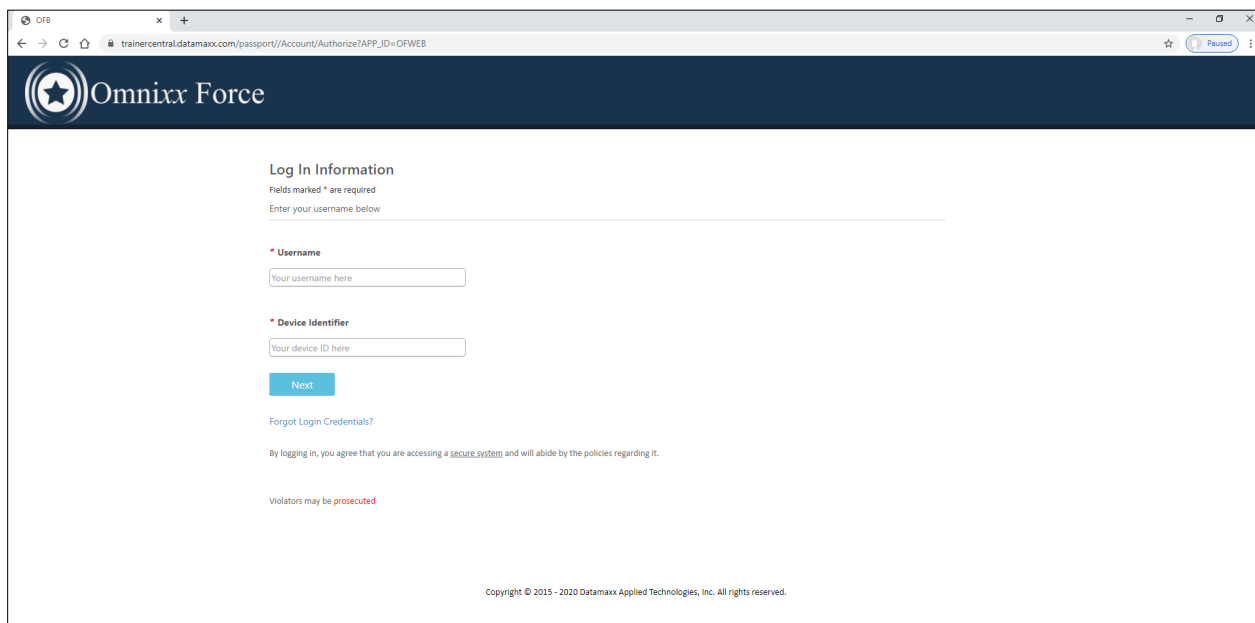 OFB
trainercentral.datamaxx.com/passport//Account/Authorize?APP_ID=OFWEB
Paused
Omnixx Force
Log In Information
Fields marked * are required
Enter your username below
* Username
Your username here
* Device Identifier
Your device ID here
Next
Forgot Login Credentials?
By logging in, you agree that you are accessing a secure system and will abide by the policies regarding it.
Violators may be prosecuted
Copyright © 2015 - 2020 Datamaxx Applied Technologies, Inc. All rights reserved.